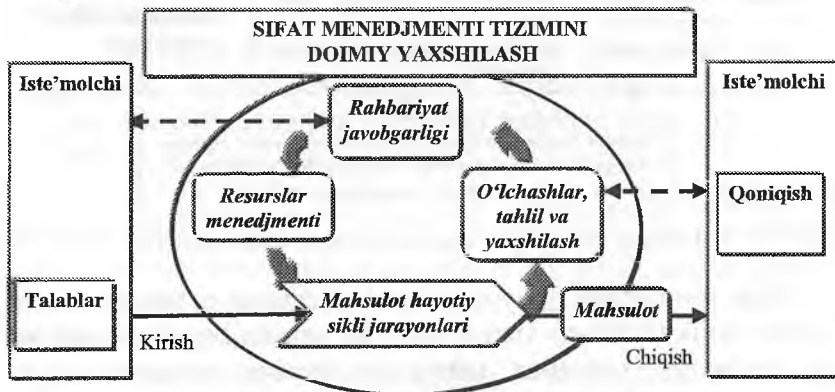 SIFAT MENEDJMENTI TIZIMINI
DOIMIY YAXSHILASH
Iste’molchi
Iste’molchi
Rahbariyat
javobgarligi
Resurslar
menedjmenti
O‘lchashlar,
tahlil va
yaxshilash
Qoniqish
Talablar
Mahsulot hayotiy
sikli jarayonlari
Mahsulot
Kirish
Chiqish